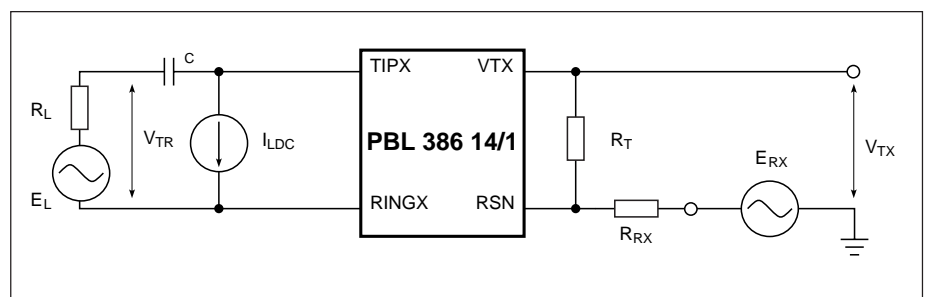 C
TIPX
VTX
R_L
V_TR
I_LDC
PBL 386 14/1
R_T
E_RX
V_TX
E_L
RINGX
RSN
R_RX